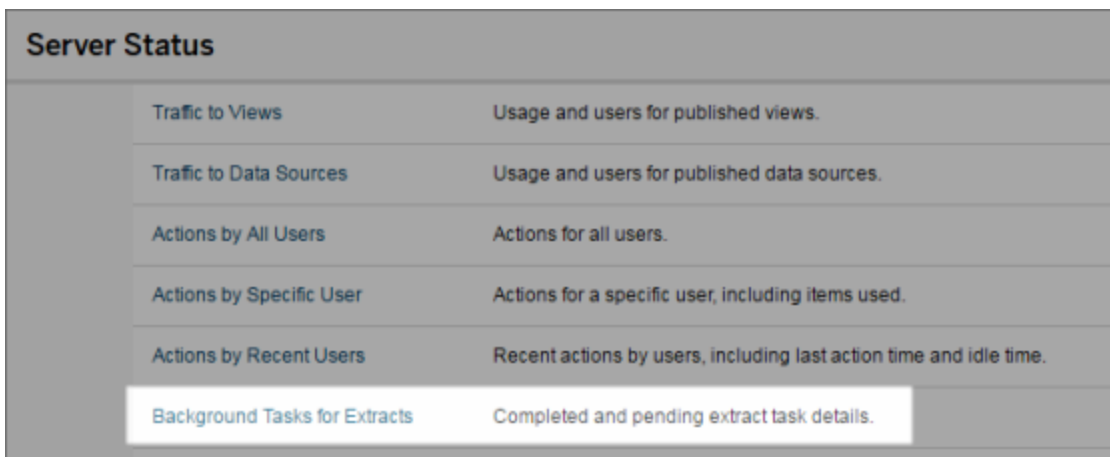 Server Status
Traffic to Views Usage and users for published views.
Traffic to Data Sources Usage and users for published data sources.
Actions by All Users Actions for all users.
Actions by Specific User Actions for a specific user, including items used.
Actions by Recent Users Recent actions by users, including last action time and idle time.
Background Tasks for Extracts Completed and pending extract task details.